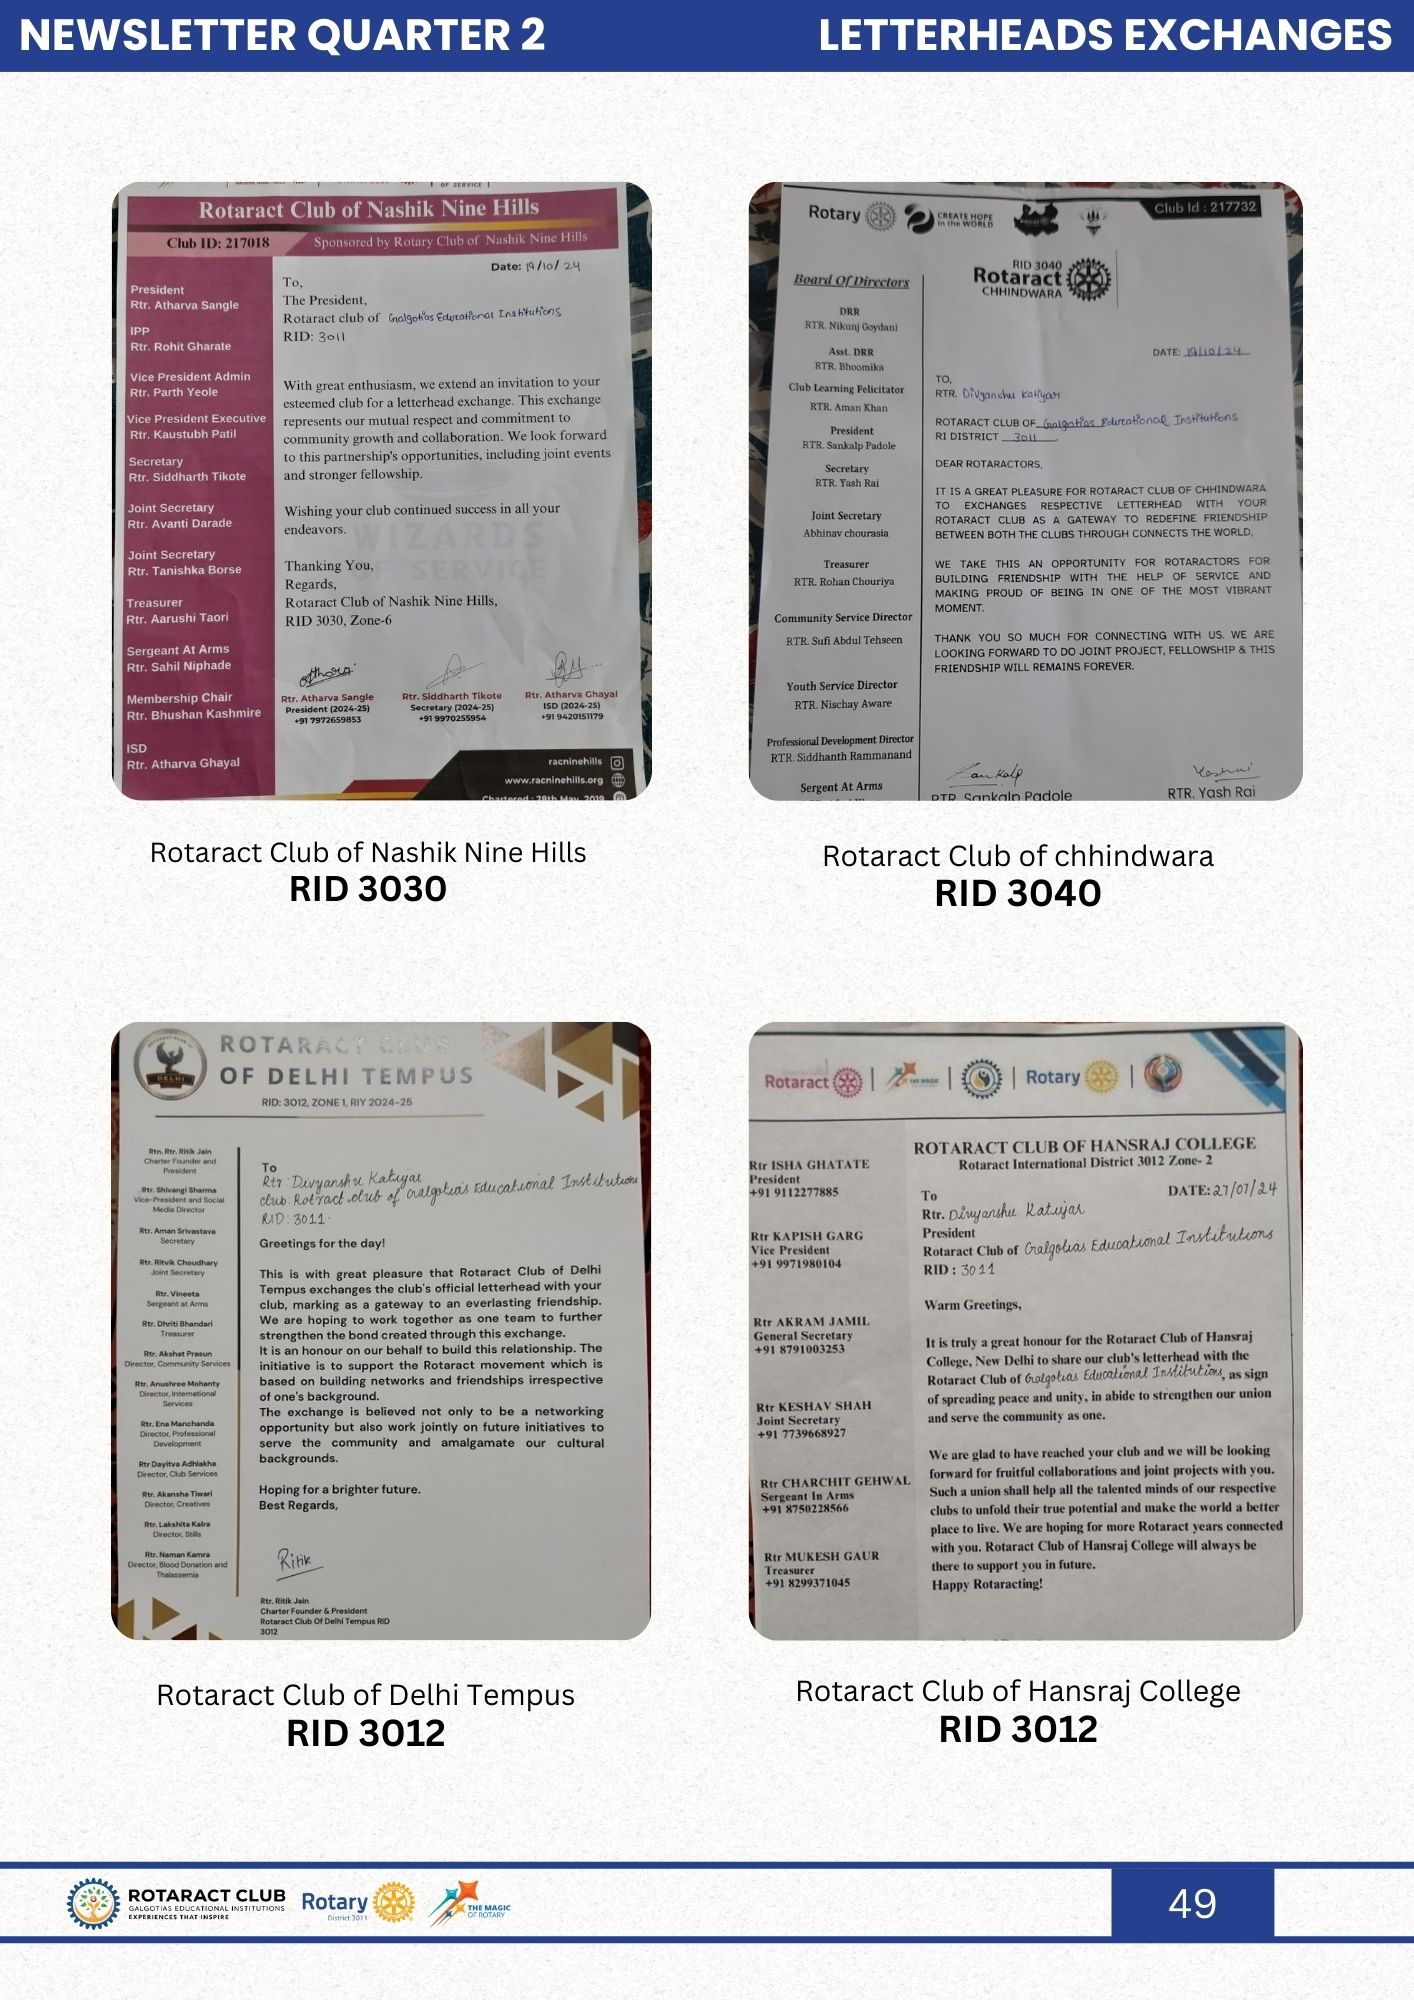 NEWSLETTER QUARTER 2
LETTERHEADS EXCHANGES
OF SERVICE
Rotaract Club of Nashik Nine Hills
Club ID: 217018
Sponsored by Rotary Club of Nashik Nine Hills
President
Rtr. Atharva Sangle
IPP
Rtr. Rohit Gharate
Vice President Admin
Rtr. Parth Yeole
Vice President Executive
Rtr. Kaustubh Patil
Secretary
Rtr. Siddharth Tikote
Joint Secretary
Rtr. Avanti Darade
Joint Secretary
Rtr. Tanishka Borse
Treasurer
Rtr. Aarushi Taori
Sergeant At Arms
Rtr. Sahil Niphade
Membership Chair
Rtr. Bhushan Kashmire
ISD
Rtr. Atharva Ghayal
Date: 19/10/24
To,
The President,
Rotaract club of Galgotias Educational Institutions
RID: 3011
With great enthusiasm, we extend an invitation to your
esteemed club for a letterhead exchange. This exchange
represents our mutual respect and commitment to
community growth and collaboration. We look forward
to this partnership's opportunities, including joint events
and stronger fellowship.
Wishing your club continued success in all your
endeavors.
WIZARDS
OF SERVICE
Thanking You,
Regards,
Rotaract Club of Nashik Nine Hills,
RID 3030, Zone-6
Rtr. Atharva Sangle
President (2024-25)
+91 7972659853
Rtr. Siddharth Tikote
Secretary (2024-25)
+91 9970255954
Rtr. Atharva Ghayal
ISD (2024-25)
+91 9420151179
racninehills
www.racninehills.org
Chartered : 28th May, 2019
Rotaract Club of Nashik Nine Hills
RID 3030
Rotary
CREATE HOPE
in the WORLD
Club Id : 217732
RID 3040
Rotaract
CHHINDWARA
Board Of Directors
DRR
RTR. Nikunj Goydani
Asst. DRR
RTR. Bhoomika
Club Learning Felicitator
RTR. Aman Khan
President
RTR. Sankalp Padole
Secretary
RTR. Yash Rai
Joint Secretary
Abhinav chourasia
Treasurer
RTR. Rohan Chouriya
Community Service Director
RTR. Sufi Abdul Tehseen
Youth Service Director
RTR. Nischay Aware
Professional Development Director
RTR. Siddhanth Rammanand
Sergent At Arms
DATE: 19/10/24
TO,
RTR. Divyanshu Katiyar
ROTARACT CLUB OF Galgotias Educational Institutions
RI DISTRICT 3011
DEAR ROTARACTORS,
IT IS A GREAT PLEASURE FOR ROTARACT CLUB OF CHHINDWARA
TO EXCHANGES RESPECTIVE LETTERHEAD WITH YOUR
ROTARACT CLUB AS A GATEWAY TO REDEFINE FRIENDSHIP
BETWEEN BOTH THE CLUBS THROUGH CONNECTS THE WORLD,
WE TAKE THIS AN OPPORTUNITY FOR ROTARACTORS FOR
BUILDING FRIENDSHIP WITH THE HELP OF SERVICE AND
MAKING PROUD OF BEING IN ONE OF THE MOST VIBRANT
MOMENT.
THANK YOU SO MUCH FOR CONNECTING WITH US. WE ARE
LOOKING FORWARD TO DO JOINT PROJECT, FELLOWSHIP & THIS
FRIENDSHIP WILL REMAINS FOREVER.
Sankalp
RTR. Sankalp Padole
RTR. Yash Rai
Rotaract Club of chhindwara
RID 3040
DELHI
ROTARACT CLUB
OF DELHI TEMPUS
RID: 3012, ZONE 1, RIY 2024-25
Rtn. Rtr. Ritik Jain
Charter Founder and
President
Rtr. Shivangi Sharma
Vice-President and Social
Media Director
Rtr. Aman Srivastava
Secretary
Rtr. Ritvik Choudhary
Joint Secretary
Rtr. Vineeta
Sergeant at Arms
Rtr. Dhriti Bhandari
Treasurer
Rtr. Akshat Prasun
Director, Community Services
Rtr. Anushree Mohanty
Director, International
Services
Rtr. Ena Manchanda
Director, Professional
Development
Rtr Dayitva Adhlakha
Director, Club Services
Rtr. Akansha Tiwari
Director, Creatives
Rtr. Lakshita Kalra
Director, Stills
Rtr. Naman Kamra
Director, Blood Donation and
Thalassemia
To
Rtr: Divyanshu Katiyar
club: Rotract club of Galgotia's Educational Institutions
RID: 3011
Greetings for the day!
This is with great pleasure that Rotaract Club of Delhi
Tempus exchanges the club's official letterhead with your
club, marking as a gateway to an everlasting friendship.
We are hoping to work together as one team to further
strengthen the bond created through this exchange.
It is an honour on our behalf to build this relationship. The
initiative is to support the Rotaract movement which is
based on building networks and friendships irrespective
of one's background.
The exchange is believed not only to be a networking
opportunity but also work jointly on future initiatives to
serve the community and amalgamate our cultural
backgrounds.
Hoping for a brighter future.
Best Regards,
Ritik
Rtr. Ritik Jain
Charter Founder & President
Rotaract Club Of Delhi Tempus RID
3012
Rotaract Club of Delhi Tempus
RID 3012
Rotaract
THE MAGIC
Rotary
ROTARACT CLUB OF HANSRAJ COLLEGE
Rotaract International District 3012 Zone- 2
Rtr ISHA GHATATE
President
+91 9112277885
Rtr KAPISH GARG
Vice President
+91 9971980104
Rtr AKRAM JAMIL
General Secretary
+91 8791003253
Rtr KESHAV SHAH
Joint Secretary
+91 7739668927
Rtr CHARCHIT GEHWAL
Sergeant In Arms
+91 8750228566
Rtr MUKESH GAUR
Treasurer
+91 8299371045
DATE: 27/07/24
To
Rtr. Divyanshu Katiyar
President
Rotaract Club of Galgotias Educational Institutions
RID : 3011
Warm Greetings,
It is truly a great honour for the Rotaract Club of Hansraj
College, New Delhi to share our club's letterhead with the
Rotaract Club of Galgotias Educational Institutions, as sign
of spreading peace and unity, in abide to strengthen our union
and serve the community as one.
We are glad to have reached your club and we will be looking
forward for fruitful collaborations and joint projects with you.
Such a union shall help all the talented minds of our respective
clubs to unfold their true potential and make the world a better
place to live. We are hoping for more Rotaract years connected
with you. Rotaract Club of Hansraj College will always be
there to support you in future.
Happy Rotaracting!
Rotaract Club of Hansraj College
RID 3012
ROTARACT CLUB
GALGOTIAS EDUCATIONAL INSTITUTIONS
EXPERIENCES THAT INSPIRE
Rotary
District 3011
THE MAGIC
OF ROTARY
49